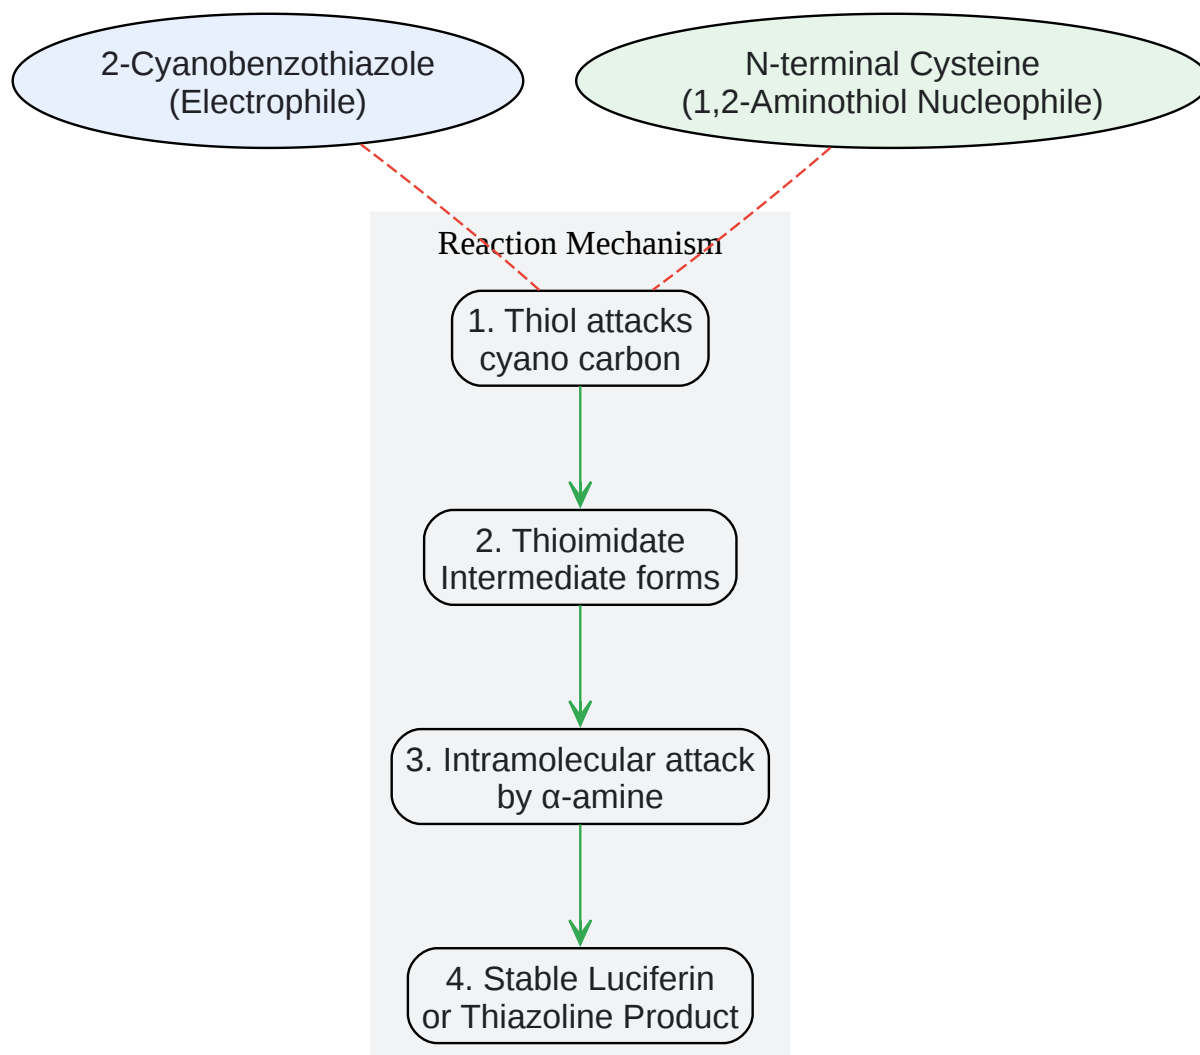 2-Cyanobenzothiazole
(Electrophile)
N-terminal Cysteine
(1,2-Aminothiol Nucleophile)
Reaction Mechanism
1. Thiol attacks
cyano carbon
2. Thioimidate
Intermediate forms
3. Intramolecular attack
by α-amine
4. Stable Luciferin
or Thiazoline Product